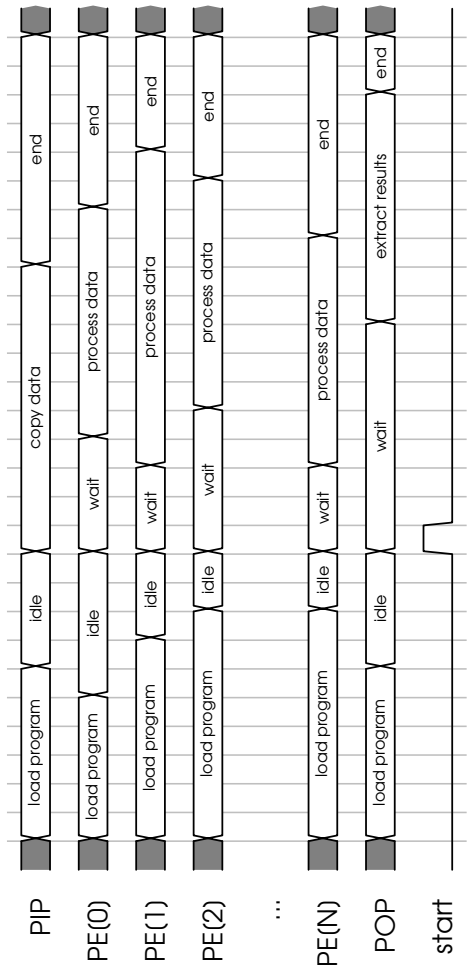 PIP load program idle copy data end
PE(0) load program idle wait process data end
PE(1) load program idle wait process data end
PE(2) load program idle wait process data end
...
PE(N) load program idle wait process data end
POP load program idle wait extract results end
start